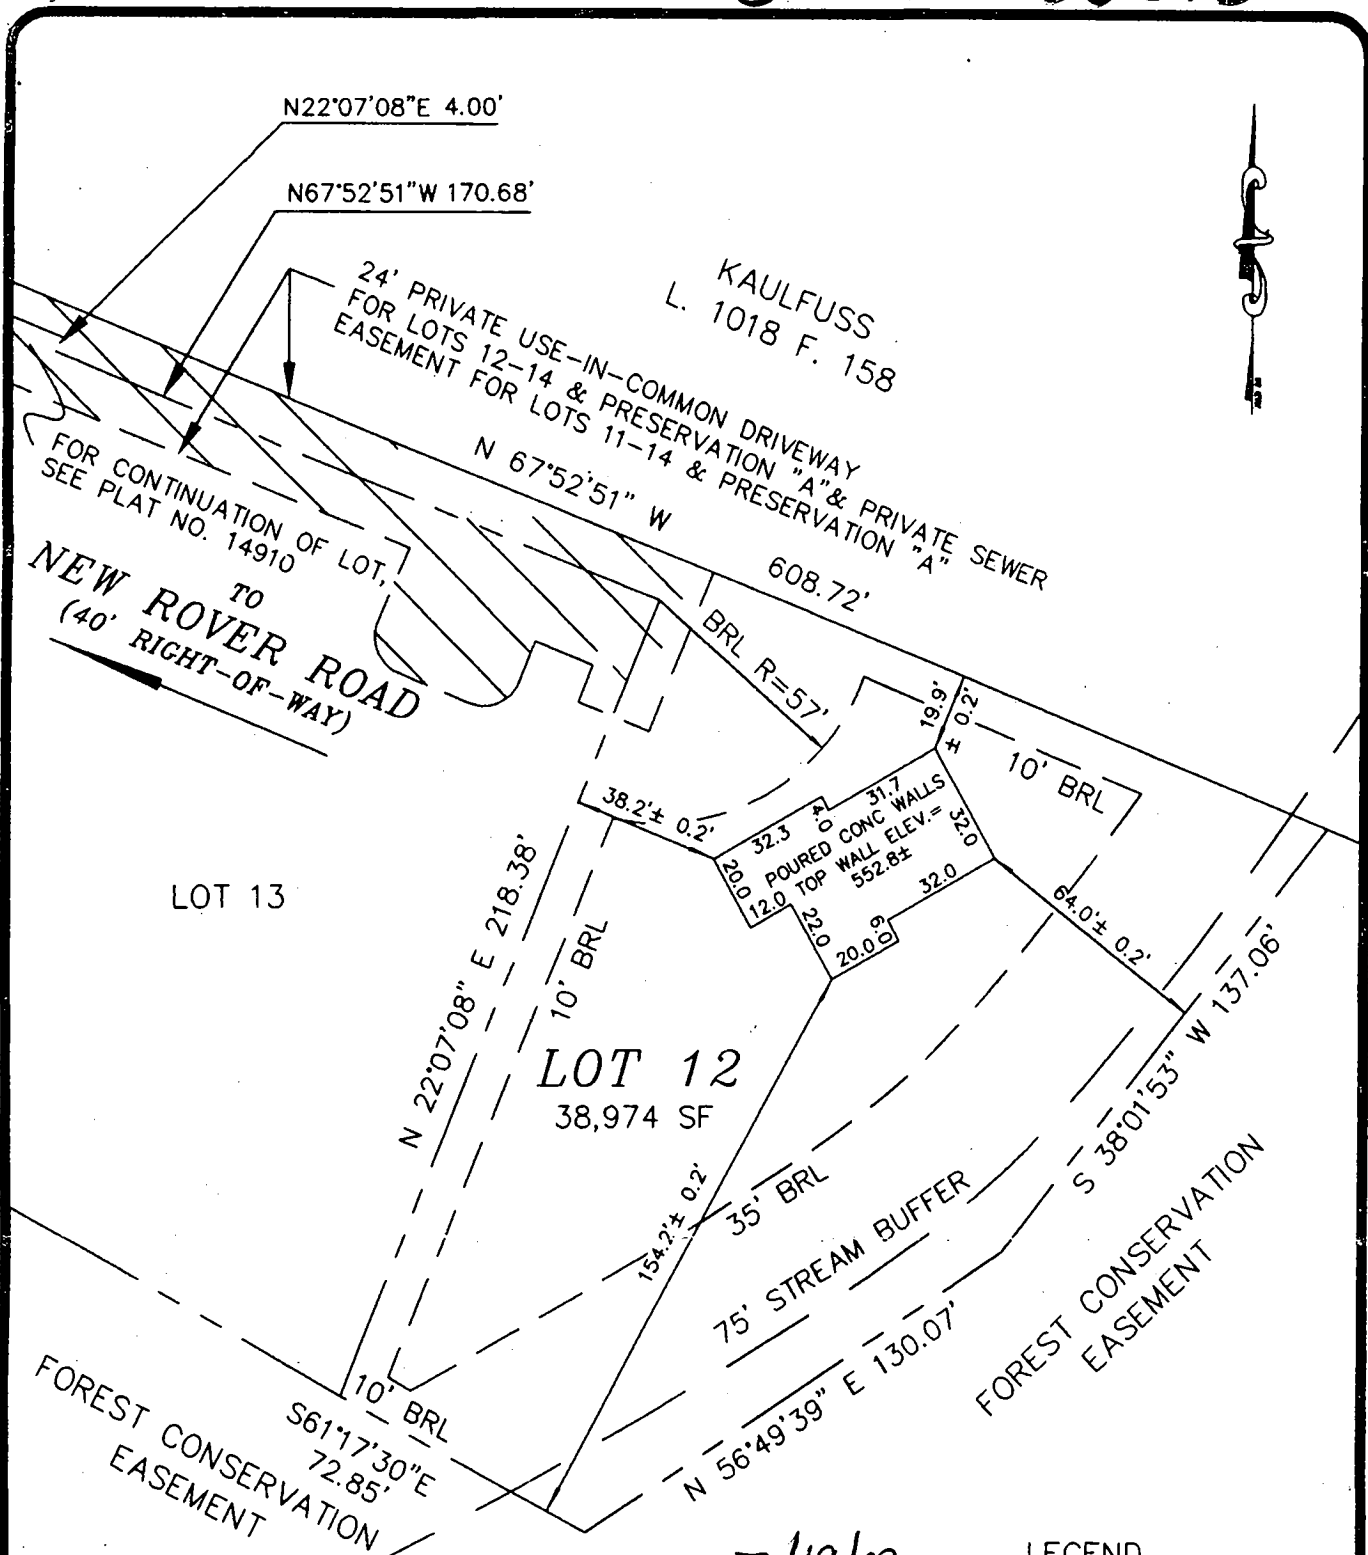 N22°07'08"E 4.00'
N67°52'51"W 170.68'
KAULFUSS
L. 1018 F. 158
24' PRIVATE USE-IN-COMMON DRIVEWAY
FOR LOTS 12-14 & PRESERVATION "A"& PRIVATE SEWER
EASEMENT FOR LOTS 11-14 & PRESERVATION "A"
N 67°52'51" W
608.72'
FOR CONTINUATION OF LOT,
SEE PLAT NO. 14910
TO
NEW ROVER ROAD
(40' RIGHT-OF-WAY)
BRL R=57'
19.9'
± 0.2'
10' BRL
38.2'± 0.2'
32.3
4.0
31.7
32.0
POURED CONC WALLS
TOP WALL ELEV.=
552.8±
20.0
12.0
22.0
20.0
6.0
32.0
64.0'± 0.2'
LOT 13
N 22°07'08" E 218.38'
10' BRL
LOT 12
38,974 SF
S 38°01'53" W 137.06'
154.2'± 0.2'
35' BRL
75' STREAM BUFFER
FOREST CONSERVATION
EASEMENT
N 56°49'39" E 130.07'
10' BRL
S61°17'30"E
72.85'
FOREST CONSERVATION
EASEMENT
LEGEND